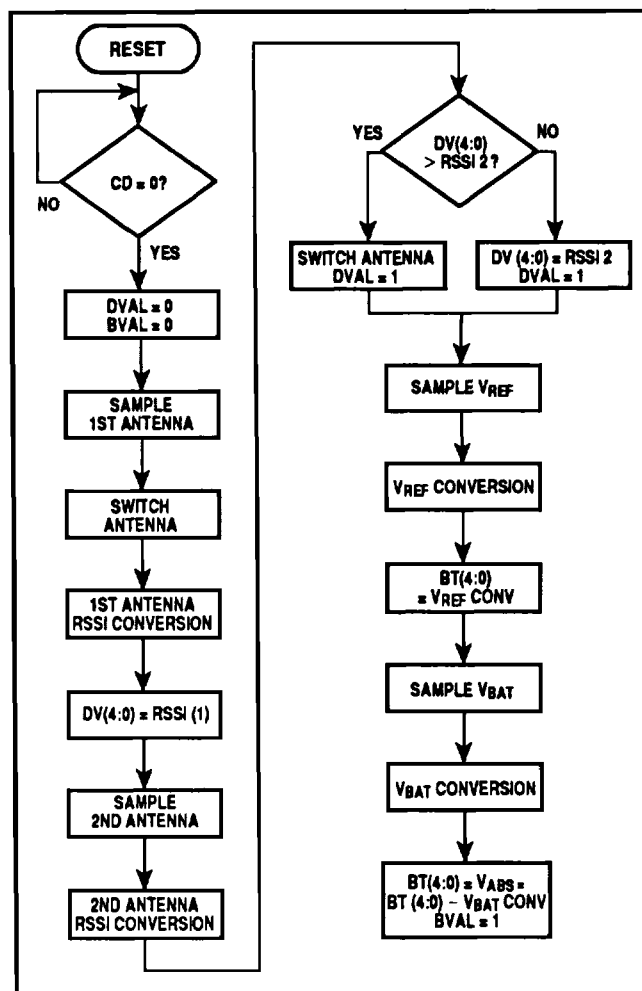 RESET
CD = 0?
NO
YES
DVAL = 0
BVAL = 0
SAMPLE
1ST ANTENNA
SWITCH
ANTENNA
1ST ANTENNA
RSSI CONVERSION
DV(4:0) = RSSI (1)
SAMPLE
2ND ANTENNA
2ND ANTENNA
RSSI CONVERSION
DV(4:0)
> RSSI 2?
YES
NO
SWITCH ANTENNA
DVAL = 1
DV (4:0) = RSSI 2
DVAL = 1
SAMPLE VREF
VREF CONVERSION
BT(4:0)
= VREF CONV
SAMPLE VBAT
VBAT CONVERSION
BT(4:0) = VABS =
BT (4:0) – VBAT CONV
BVAL = 1